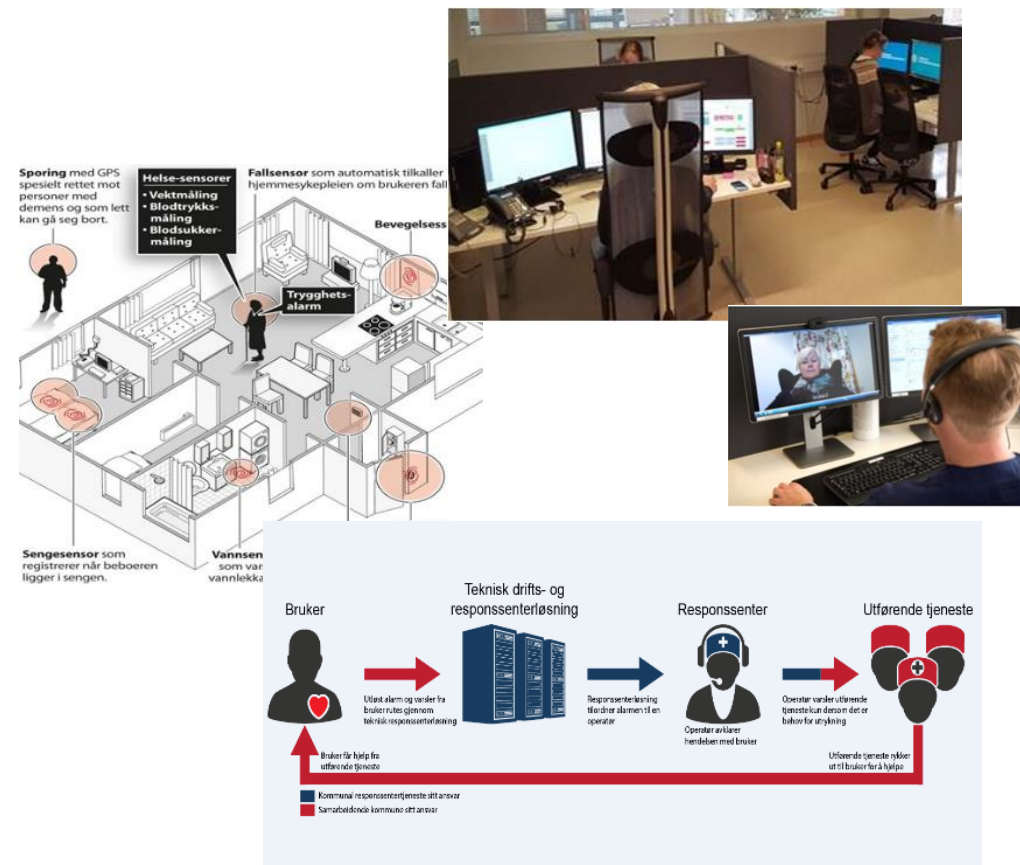 Sporing med GPS
spesielt rettet mot
personer med
demens og som lett
kan gå seg bort.
Helse-sensorer
• Vektmåling
• Blodtrykks-
måling
• Blodsukker-
måling
Fallsensor som automatisk tilkaller
hjemmesykepleien om brukeren fall
Bevegelsess
Trygghets-
alarm
Sengesensor som
registrerer når beboeren
ligger i sengen.
Vannsen
som var
vannlekka
Bruker
Teknisk drifts- og
responssenterløsning
Responssenter
Utførende tjeneste
Utløst alarm og varsler fra
bruker rutes gjennom
teknisk responssenterløsning
Responssenterløsning
tilordner alarmen til en
operatør
Operatør avklarer
hendelsen med bruker
Operatør varsler utførende
tjeneste kun dersom det er
behov for utrykning
Bruker får hjelp fra
utførende tjeneste
Utførende tjeneste rykker
ut til bruker for å hjelpe
Kommunal responssentertjeneste sitt ansvar
Samarbeidende kommune sitt ansvar